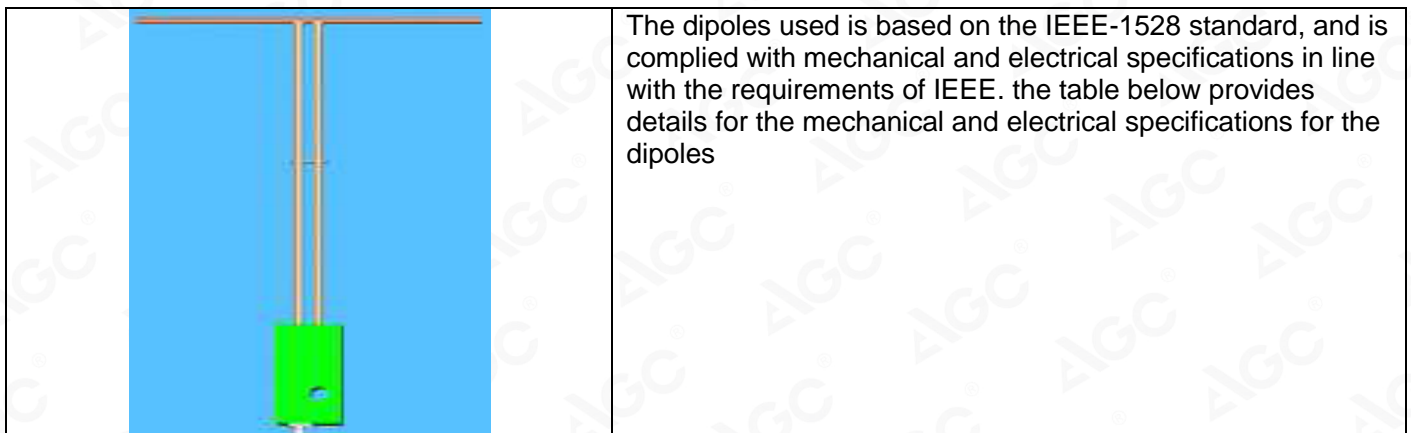 The dipoles used is based on the IEEE-1528 standard, and is
complied with mechanical and electrical specifications in line
with the requirements of IEEE. the table below provides
details for the mechanical and electrical specifications for the
dipoles